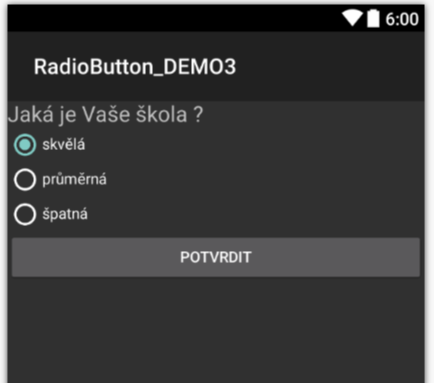 6:00
RadioButton_DEMO3
Jaká je Vaše škola ?
skvělá
průměrná
špatná
POTVRDIT